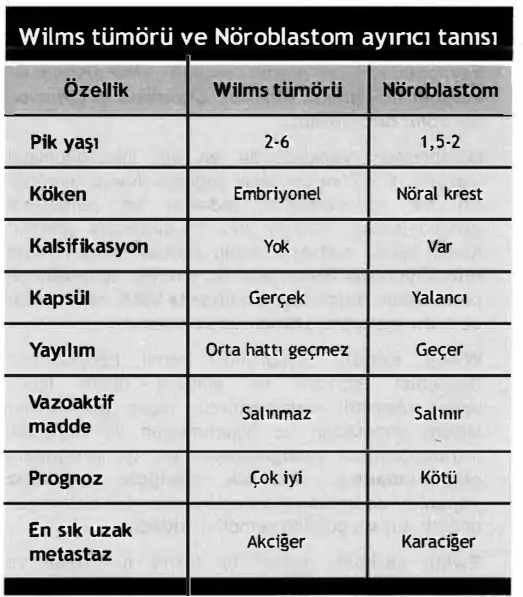 Wilms tümörü ve Nöroblastom ayırıcı tanısı
Özellik Wilms tümörü Nöroblastom
Pik yaşı 2-6 1,5-2
Köken Embriyonel Nöral krest
Kalsifikasyon Yok Var
Kapsül Gerçek Yalancı
Yayılım Orta hattı geçmez Geçer
Vazoaktif
madde Salınmaz Salınır
Prognoz Çok iyi Kötü
En sık uzak
metastaz Akciğer Karaciğer